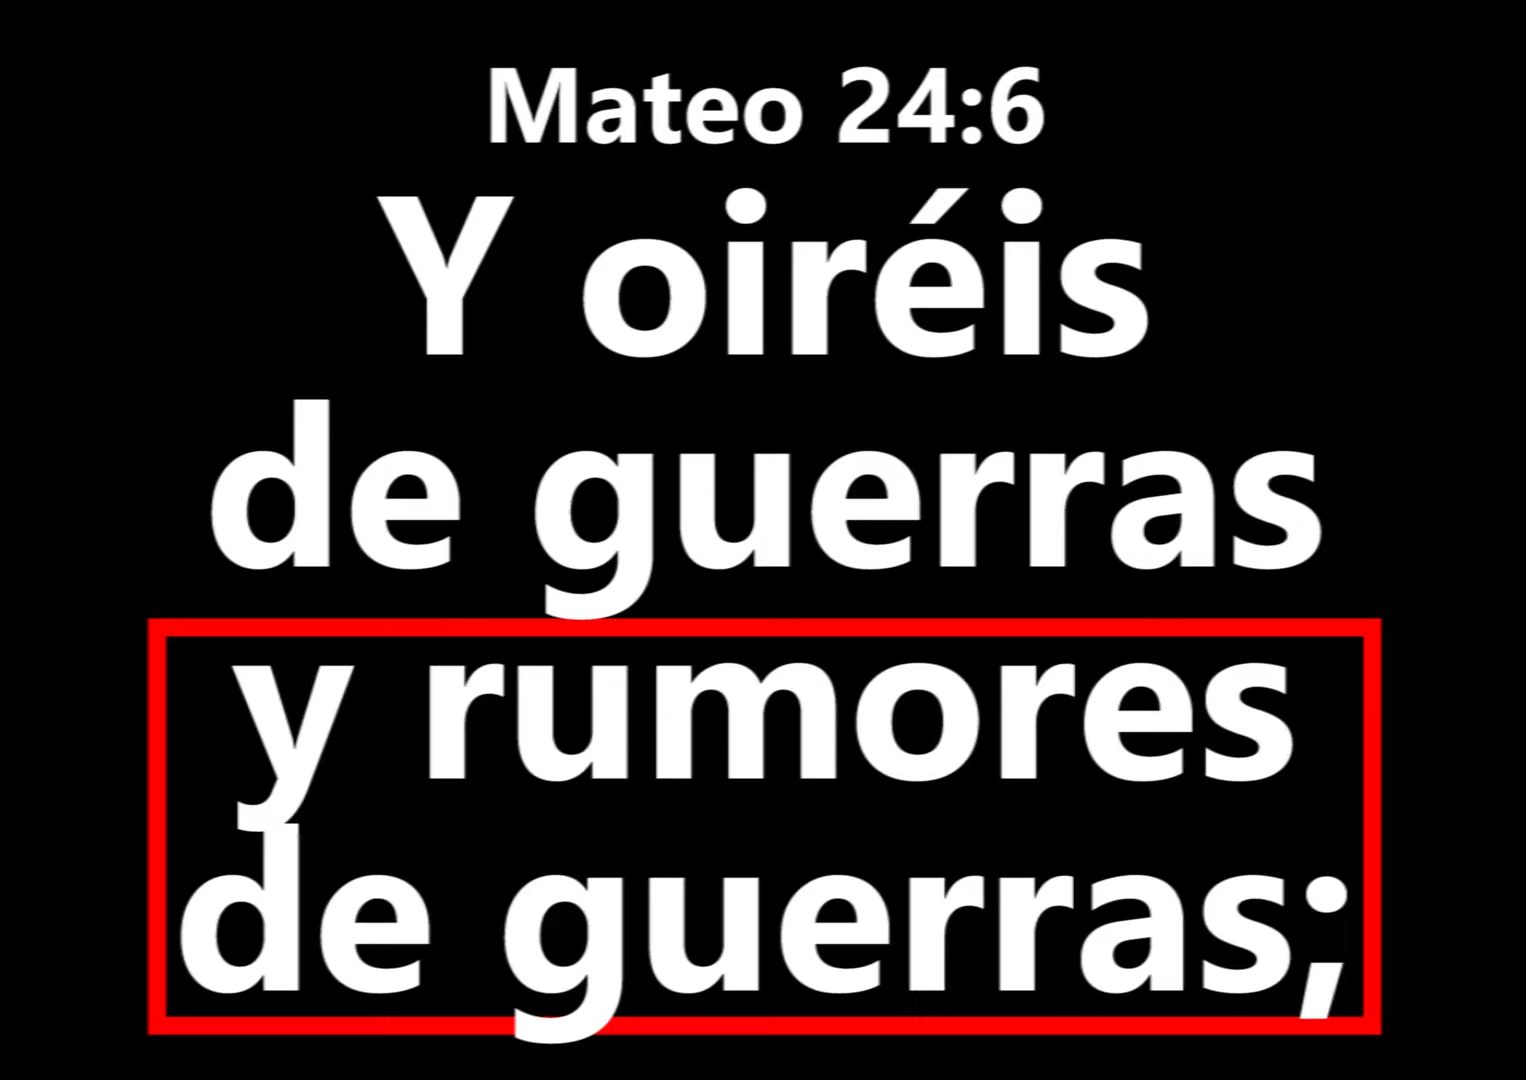 Mateo 24:6
Y oiréis
de guerras
y rumores
de guerras;